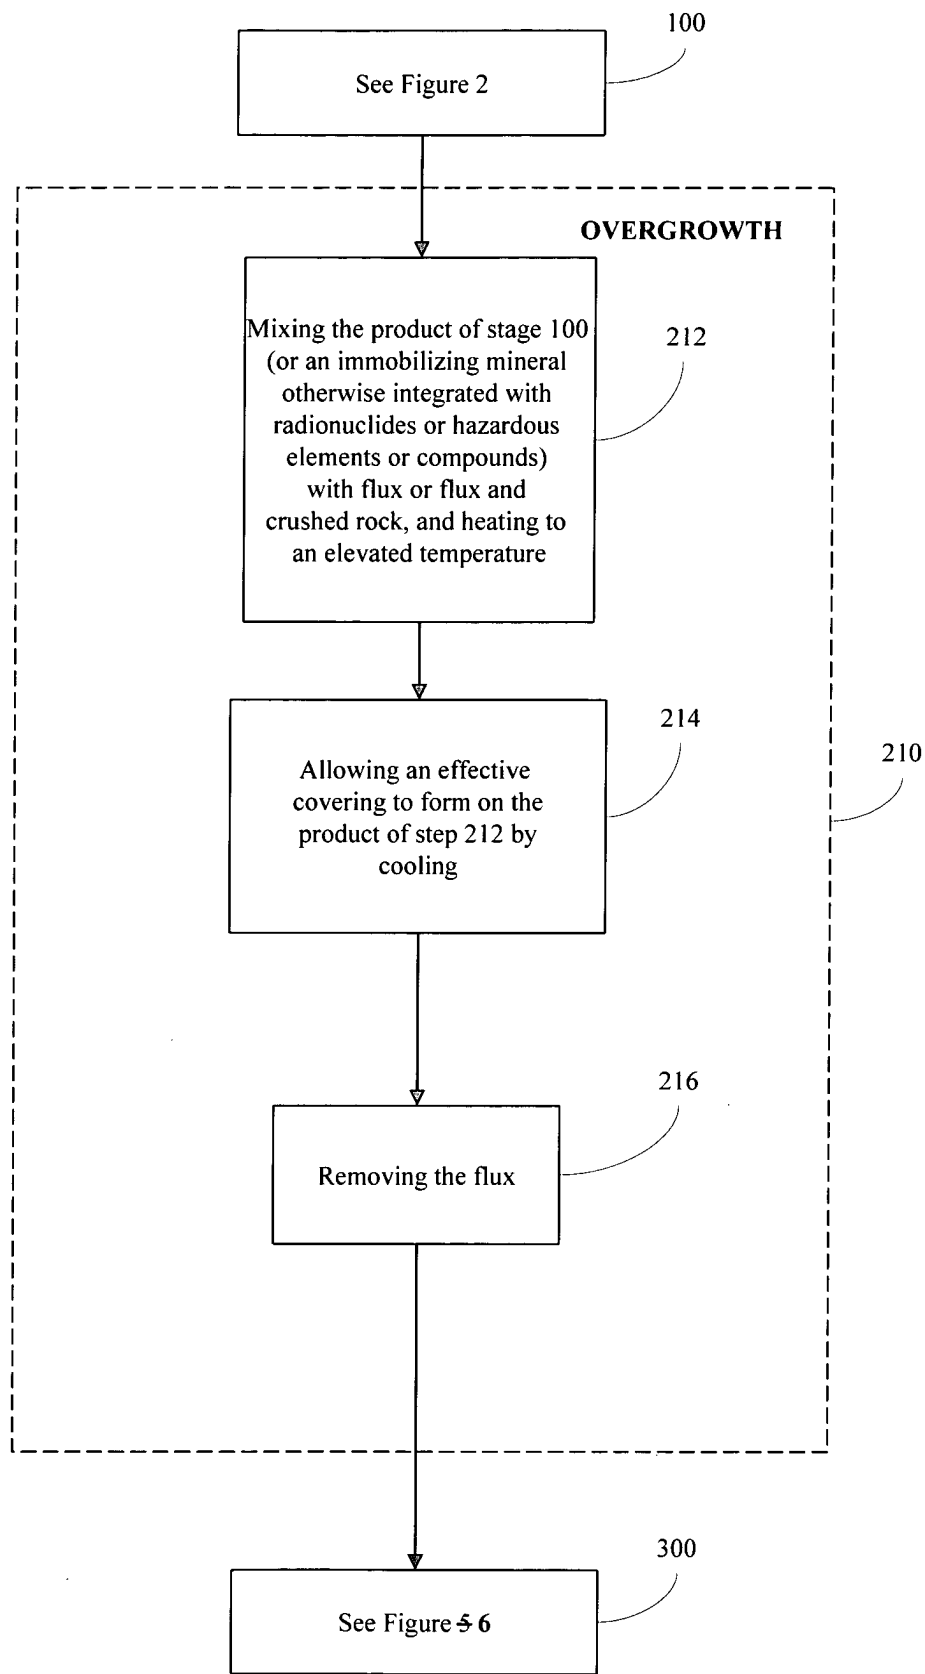 100
See Figure 2
OVERGROWTH
Mixing the product of stage 100
(or an immobilizing mineral
otherwise integrated with
radionuclides or hazardous
elements or compounds)
with flux or flux and
crushed rock, and heating to
an elevated temperature
212
Allowing an effective
covering to form on the
product of step 212 by
cooling
214
210
Removing the flux
216
300
See Figure 5 6